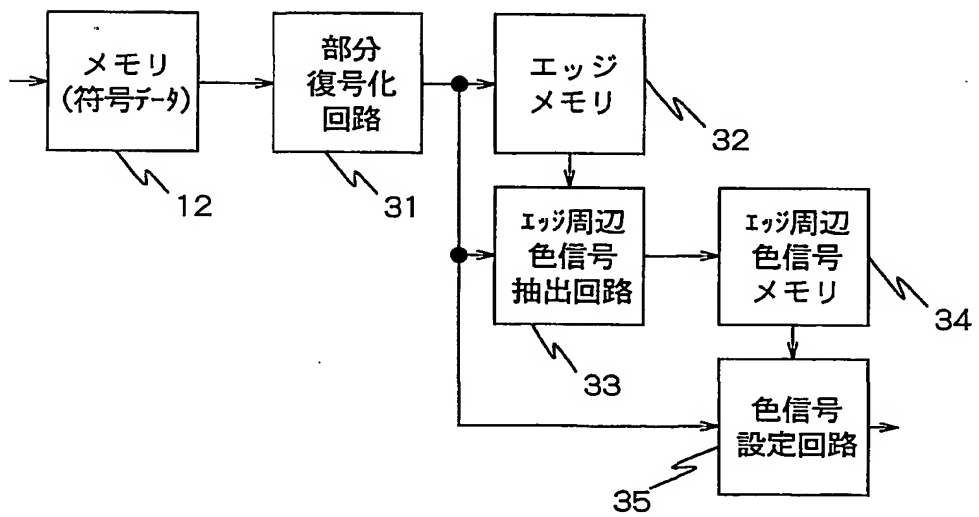 メモリ
(符号データ)
12
部分
復号化
回路
31
エッジ
メモリ
32
エッジ周辺
色信号
抽出回路
33
エッジ周辺
色信号
メモリ
34
色信号
設定回路
35